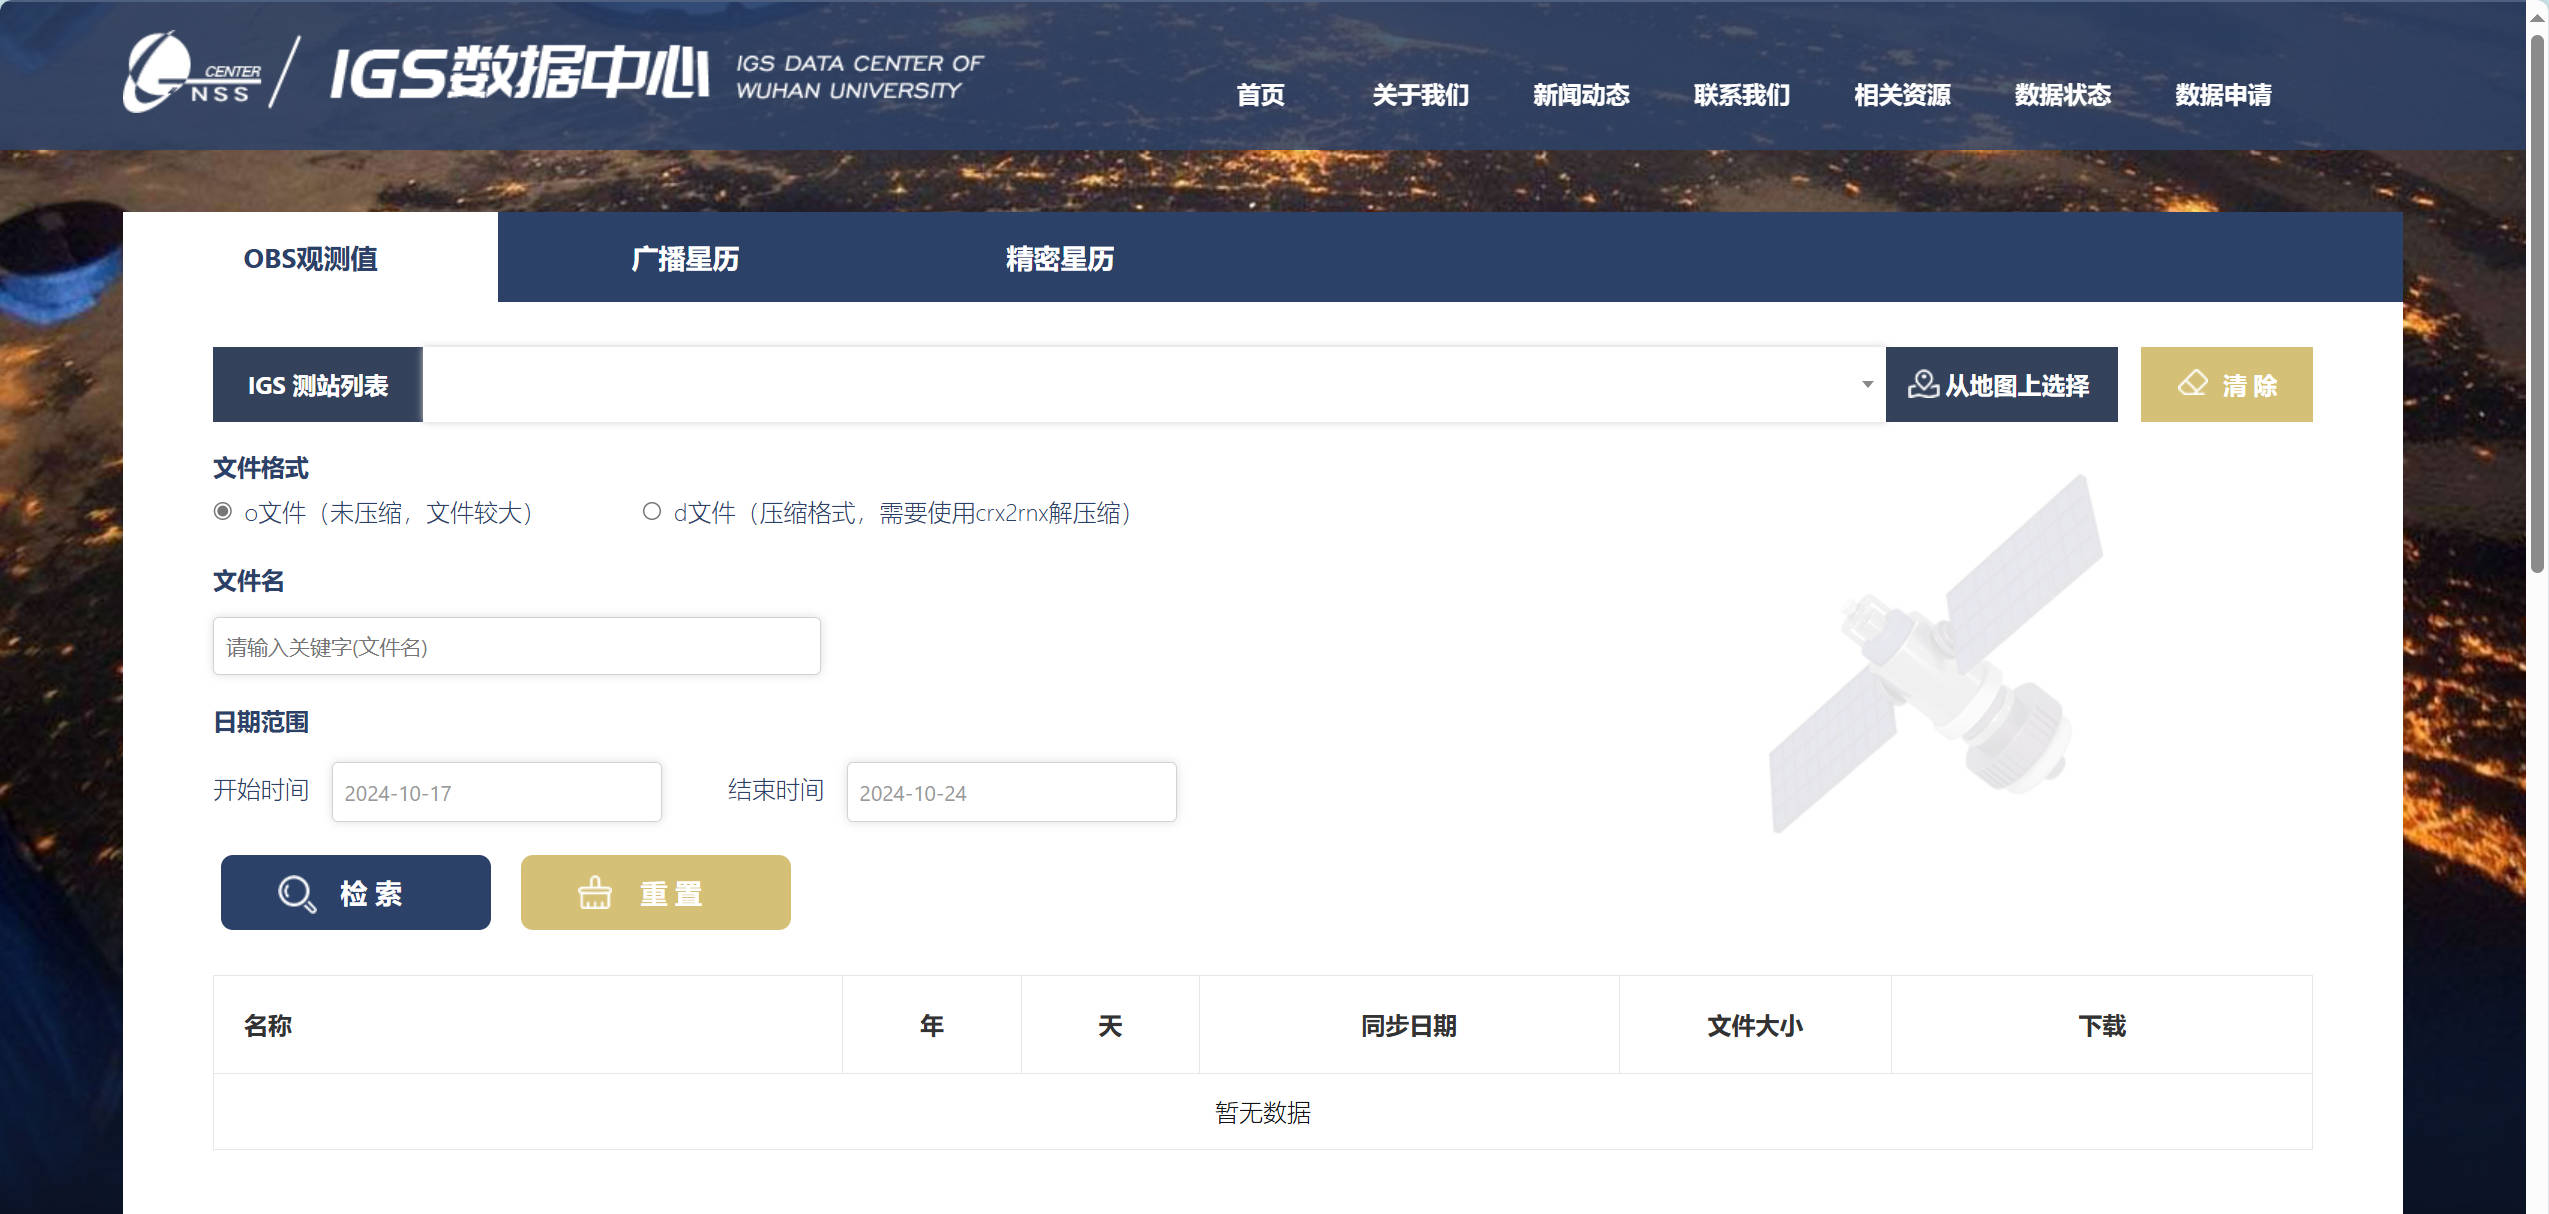 CENTER
NSS
IGS数据中心
IGS DATA CENTER OF
WUHAN UNIVERSITY
首页
关于我们
新闻动态
联系我们
相关资源
数据状态
数据申请
OBS观测值
广播星历
精密星历
IGS 测站列表
从地图上选择
清 除
文件格式
o文件（未压缩，文件较大）
d文件（压缩格式，需要使用crx2rnx解压缩）
文件名
请输入关键字(文件名)
日期范围
开始时间
2024-10-17
结束时间
2024-10-24
检 索
重 置
名称
年
天
同步日期
文件大小
下载
暂无数据